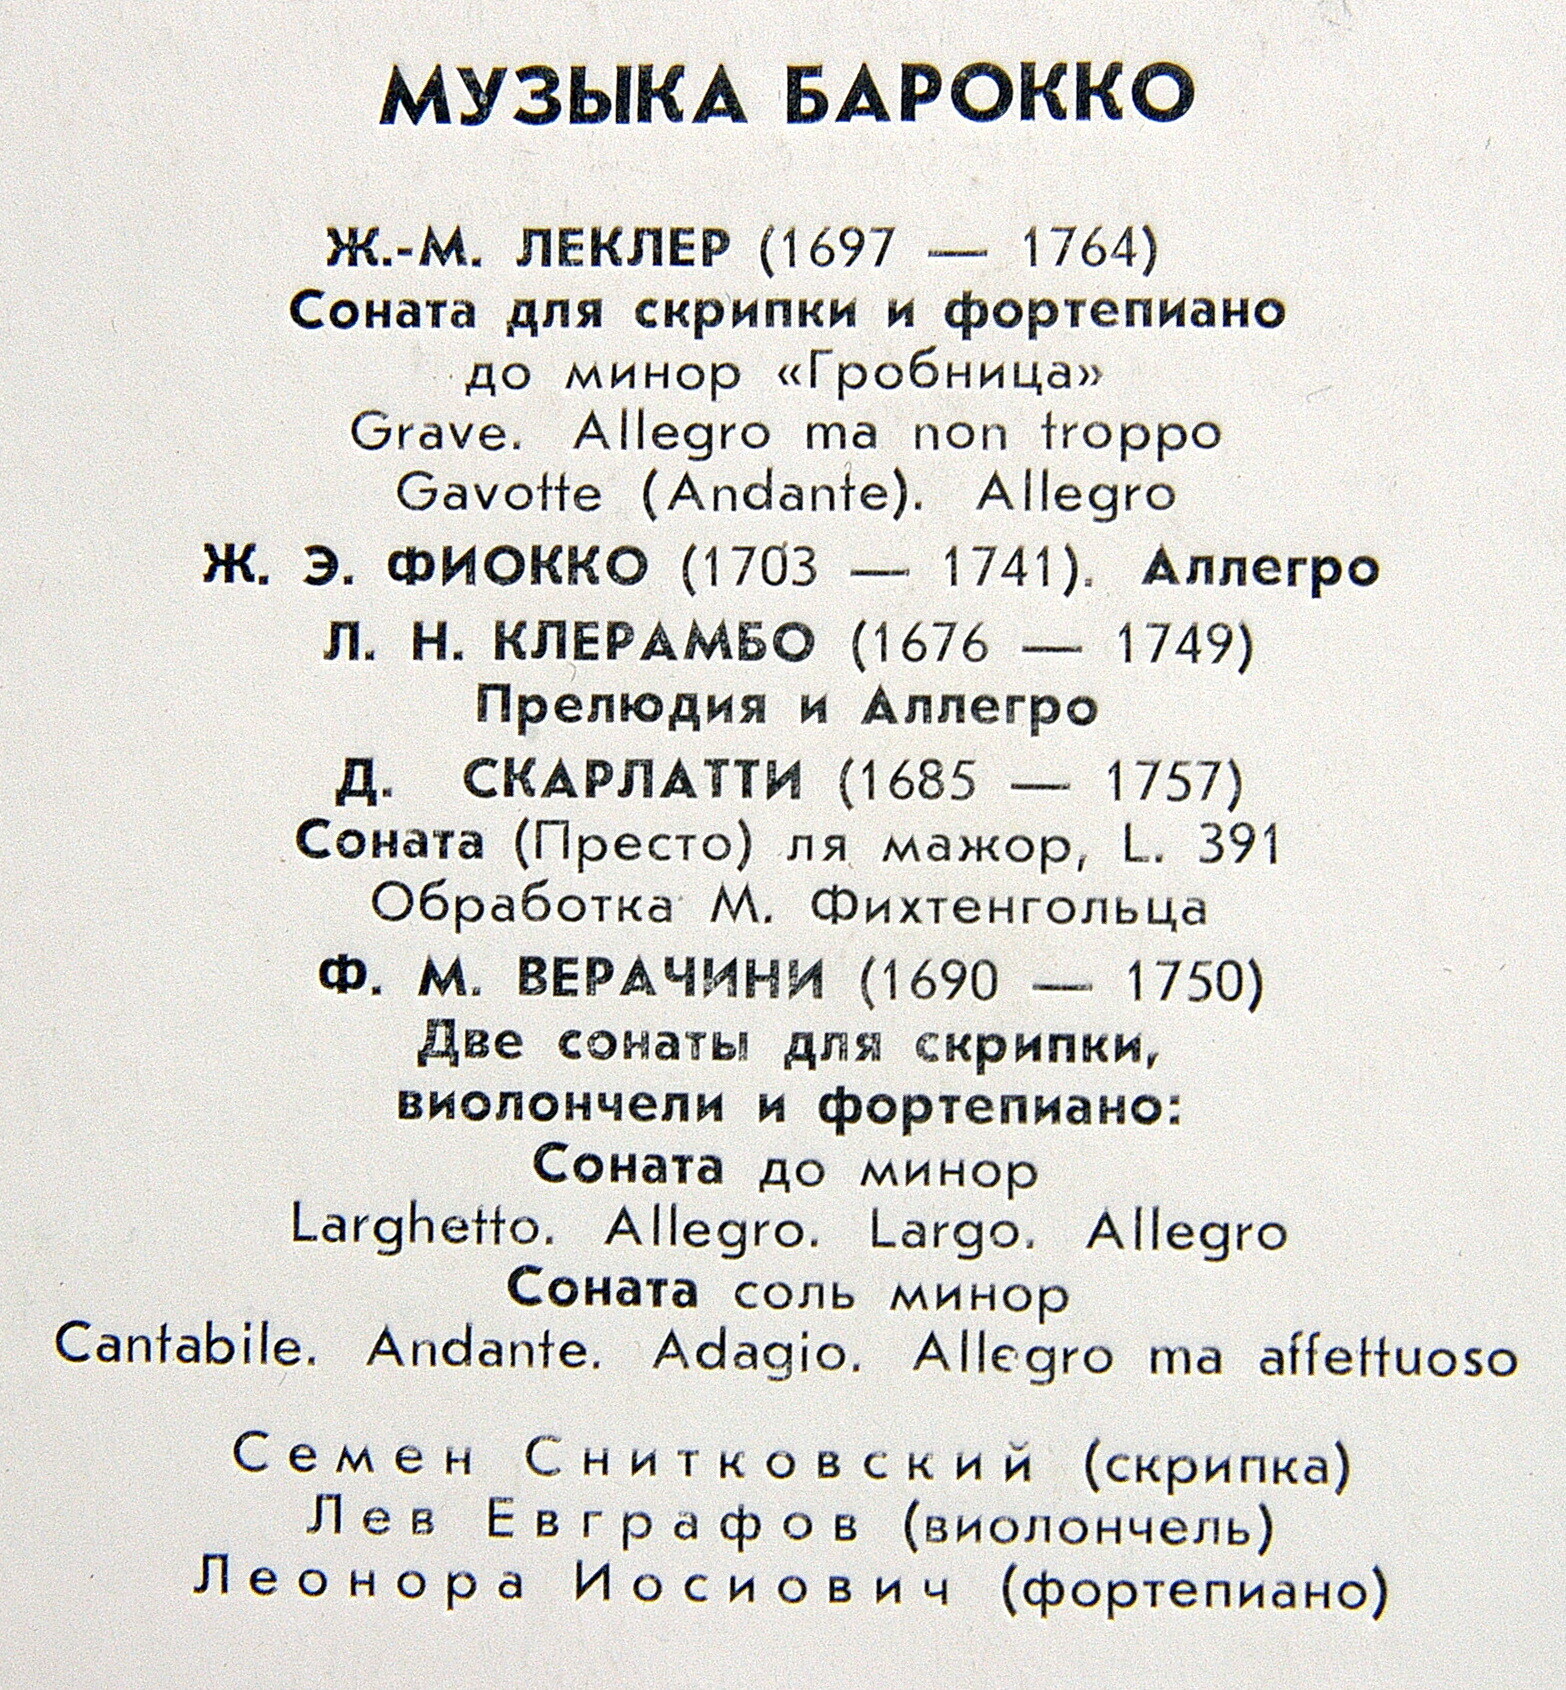 МУЗЫКА БАРОККО
Ж.-М. ЛЕКЛЕР (1697 — 1764)
Соната для скрипки и фортепиано
до минор «Гробница»
Grave. Allegro ma non troppo
Gavotte (Andante). Allegro
Ж. Э. ФИОККО (1703 — 1741). Аллегро
Л. Н. КЛЕРАМБО (1676 — 1749)
Прелюдия и Аллегро
Д. СКАРЛАТТИ (1685 — 1757)
Соната (Престо) ля мажор, L. 391
Обработка М. Фихтенгольца
Ф. М. ВЕРАЧИНИ (1690 — 1750)
Две сонаты для скрипки,
виолончели и фортепиано:
Соната до минор
Larghetto. Allegro. Largo. Allegro
Соната соль минор
Cantabile. Andante. Adagio. Allegro ma affettuoso
Семен Снитковский (скрипка)
Лев Евграфов (виолончель)
Леонора Иосиович (фортепиано)